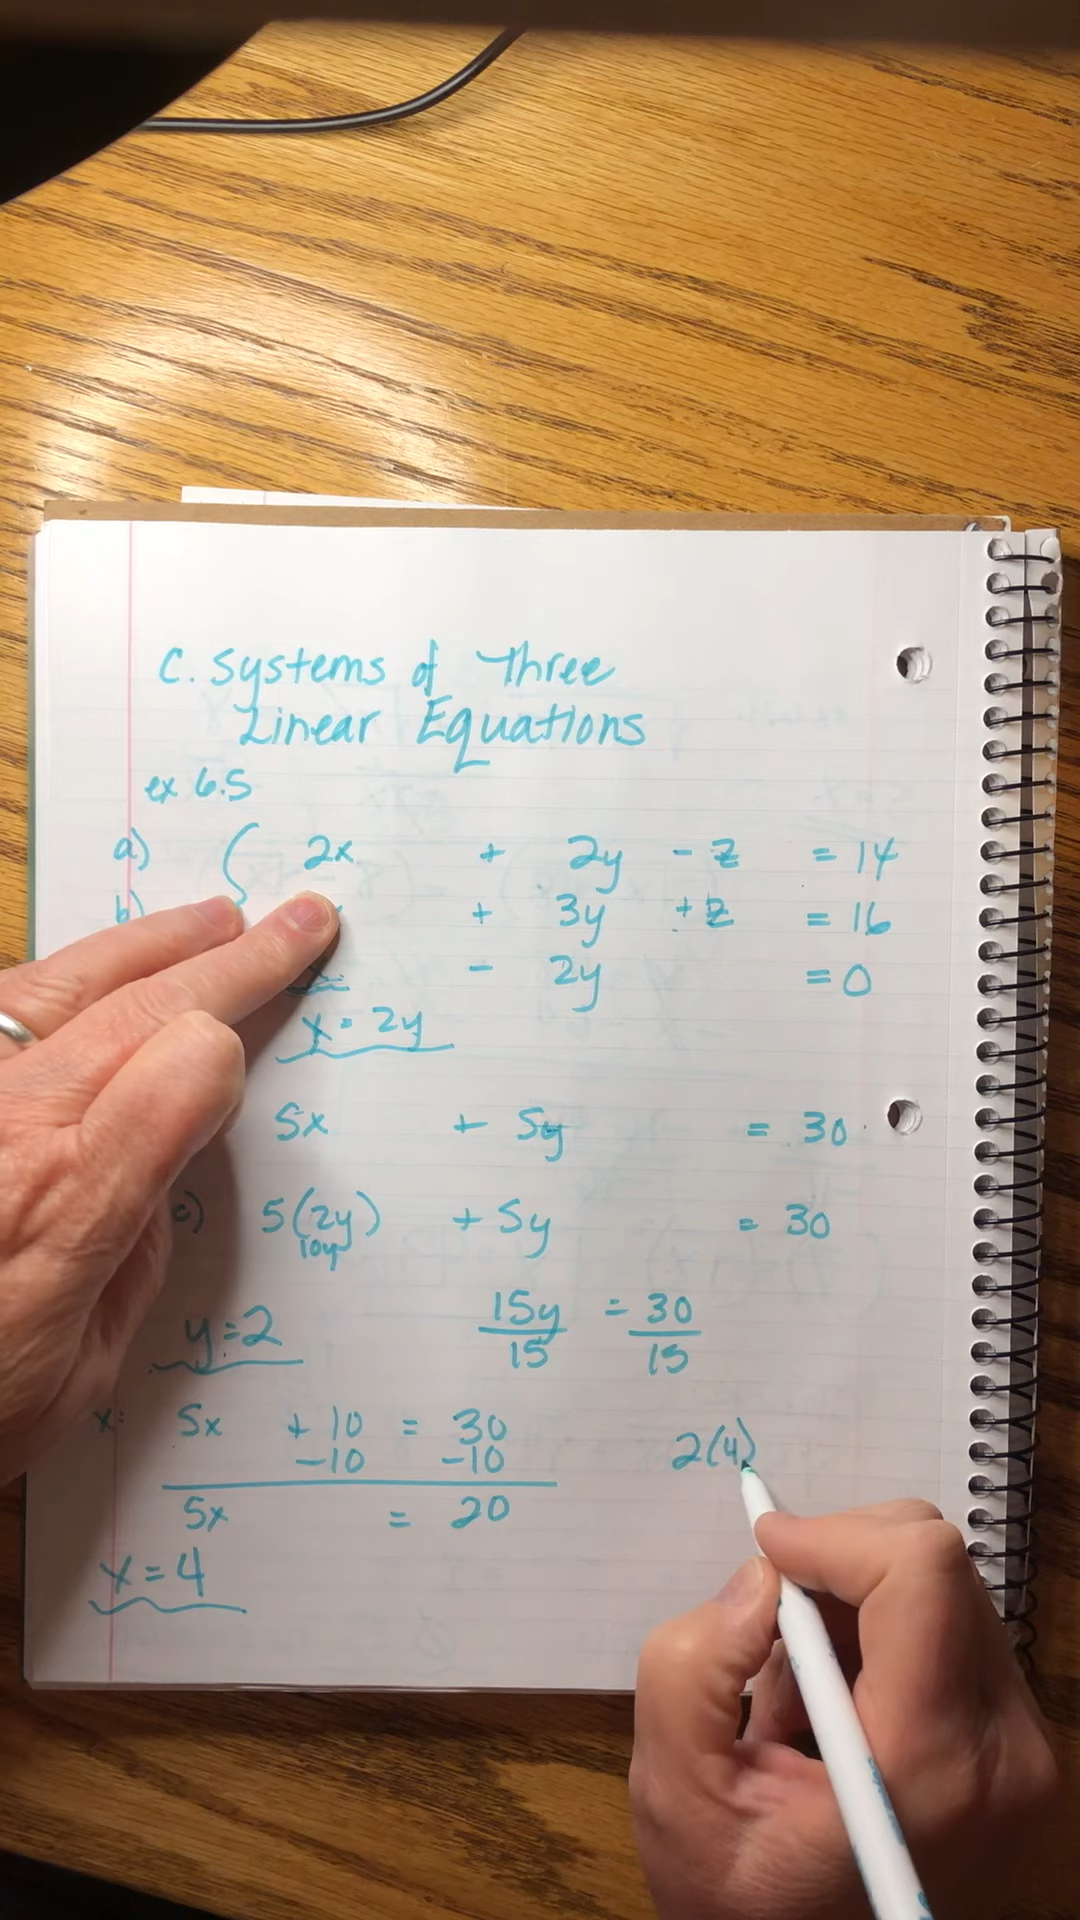 C. Systems of Three
Linear Equations
ex 6.5
a) { 2x + 2y - z = 14
b) + 3y + z = 16
- 2y = 0
x = 2y
5x + 5y = 30
c) 5(2y) + 5y = 30
10y
15y = 30
15 15
y = 2
x: 5x + 10 = 30
-10 -10
5x = 20
x = 4
2(4)